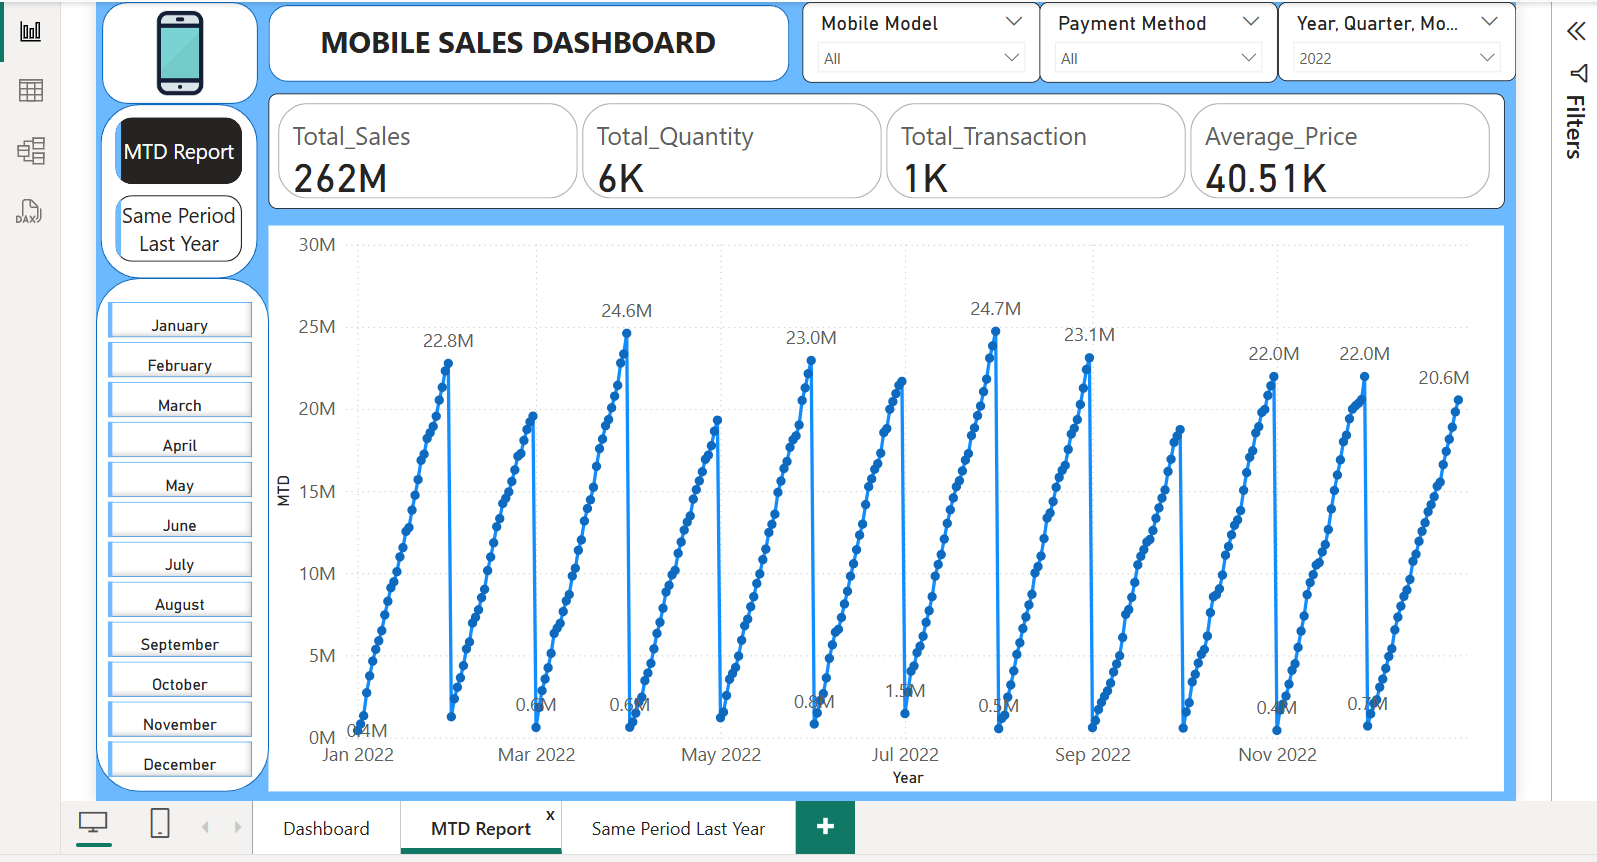 MOBILE SALES DASHBOARD
Mobile Model
All
Payment Method
All
Year, Quarter, Mo...
2022
Filters
MTD Report
Same Period
Last Year
Total_Sales
262M
Total_Quantity
6K
Total_Transaction
1K
Average_Price
40.51K
January
February
March
April
May
June
July
August
September
October
November
December
DAX
MTD
30M
25M
20M
15M
10M
5M
0M
22.8M
24.6M
23.0M
24.7M
23.1M
22.0M
22.0M
20.6M
0.4M
0.6M
0.6M
0.8M
1.5M
0.5M
0.4M
0.7M
Jan 2022
Mar 2022
May 2022
Jul 2022
Sep 2022
Nov 2022
Year
Dashboard
MTD Report
x
Same Period Last Year
+